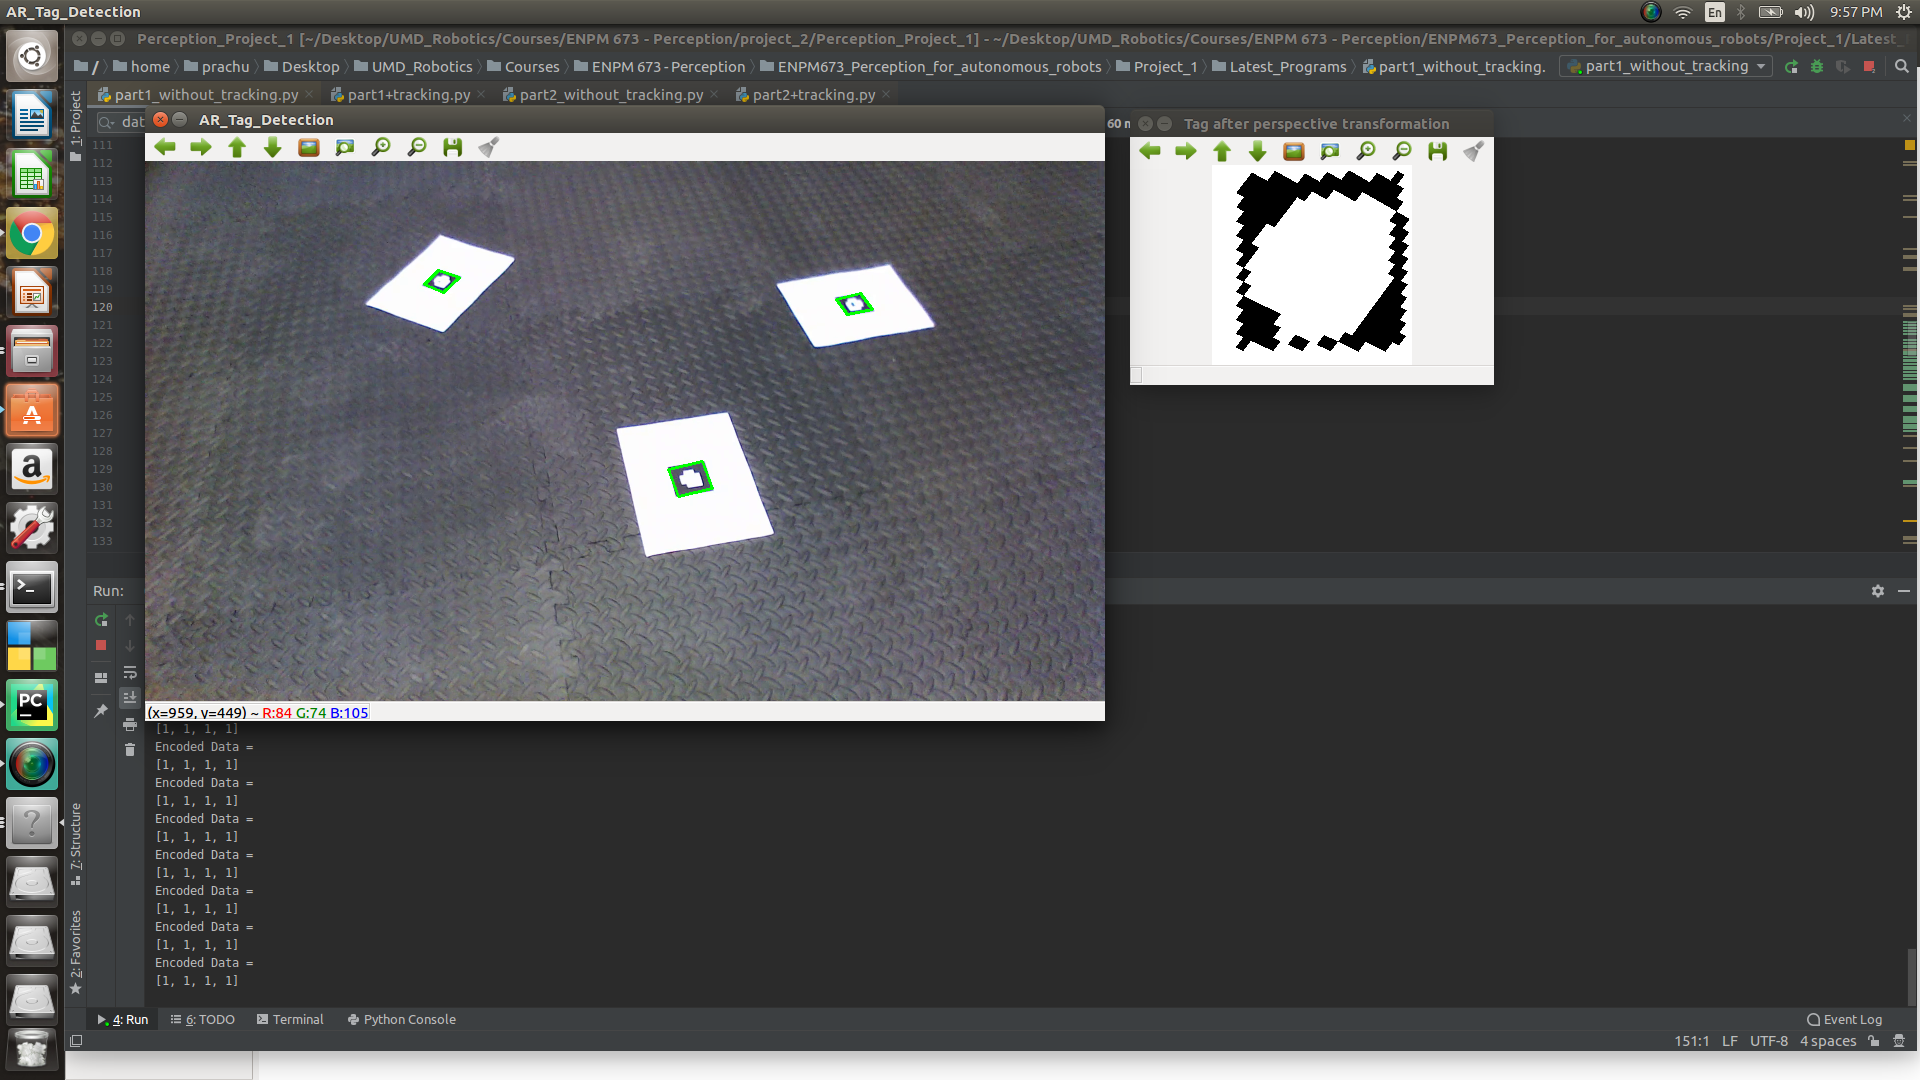 AR_Tag_Detection
En
9:57 PM
Perception_Project_1 [~/Desktop/UMD_Robotics/Courses/ENPM 673 - Perception/project_2/Perception_Project_1] - ~/Desktop/UMD_Robotics/Courses/ENPM 673 - Perception/ENPM673_Perception_for_autonomous_robots/Project_1/Latest_
/ home prachu Desktop UMD_Robotics Courses ENPM 673 - Perception ENPM673_Perception_for_autonomous_robots Project_1 Latest_Programs part1_without_tracking. part1_without_tracking
part1_without_tracking.py part1+tracking.py part2_without_tracking.py part2+tracking.py
1: Project
dat
AR_Tag_Detection
60 m
Tag after perspective transformation
111
112
113
114
115
116
117
118
119
120
121
122
123
124
125
126
127
128
129
130
131
132
133
Run:
(x=959, y=449) ~ R:84 G:74 B:105
[1, 1, 1, 1]
Encoded Data =
[1, 1, 1, 1]
Encoded Data =
[1, 1, 1, 1]
Encoded Data =
[1, 1, 1, 1]
Encoded Data =
[1, 1, 1, 1]
Encoded Data =
[1, 1, 1, 1]
Encoded Data =
[1, 1, 1, 1]
Encoded Data =
[1, 1, 1, 1]
7: Structure
2: Favorites
PC
4: Run 6: TODO Terminal Python Console
Event Log
151:1 LF UTF-8 4 spaces